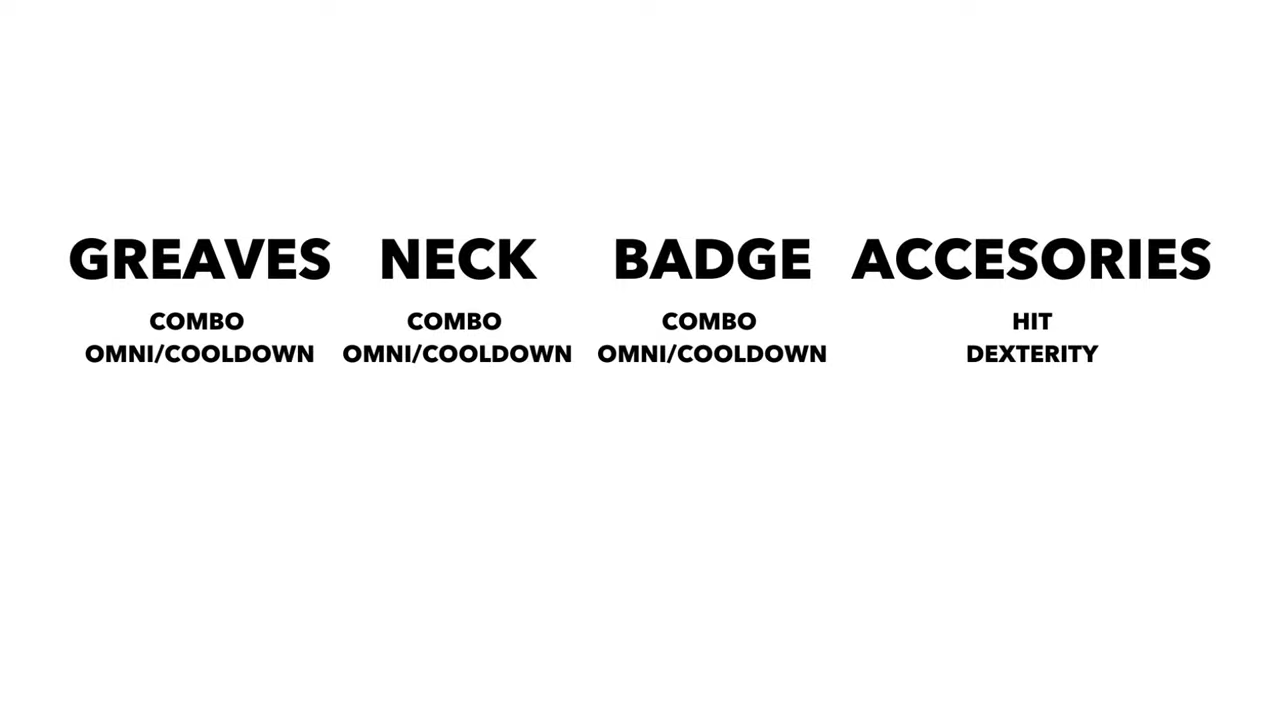 GREAVES NECK BADGE ACCESORIES
COMBO COMBO COMBO HIT
OMNI/COOLDOWN OMNI/COOLDOWN OMNI/COOLDOWN DEXTERITY